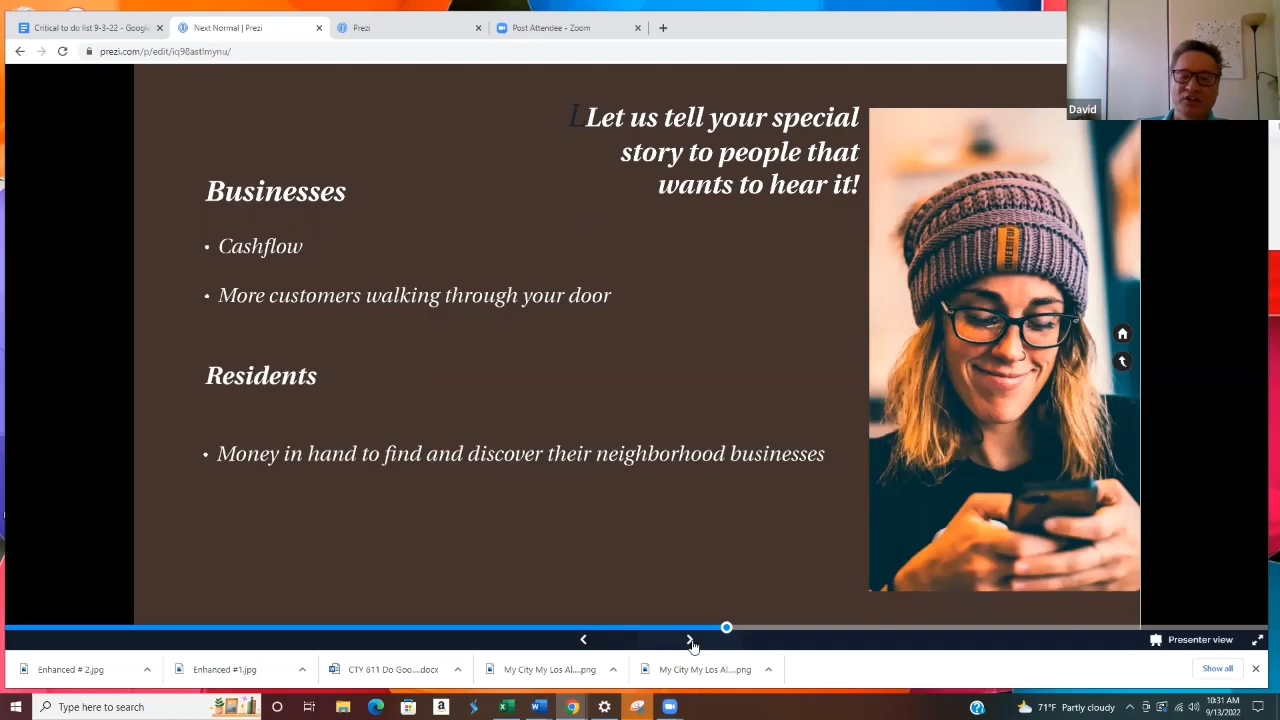 Critical to do list 9-3-22 - Google
Next Normal | Prezi
Prezi
Post Attendee - Zoom
prezi.com/p/edit/iq98astlmynu/
David
Let us tell your special
story to people that
wants to hear it!
Businesses
• Cashflow
• More customers walking through your door
Residents
• Money in hand to find and discover their neighborhood businesses
Presenter view
Enhanced # 2.jpg
Enhanced #1.jpg
CTY 611 Do Goo....docx
My City My Los Al....png
My City My Los Al....png
Show all
Type here to search
71°F Partly cloudy
10:31 AM
9/13/2022